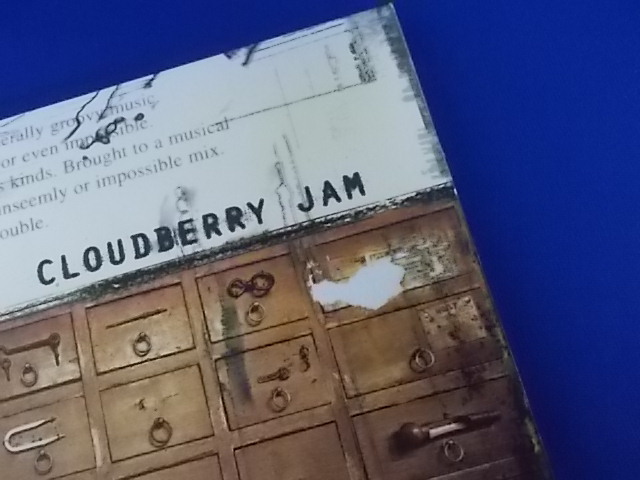 erally groovy music
or even impossible.
s kinds. Brought to a musical
nseemly or impossible mix.
ouble.
CLOUDBERRY JAM